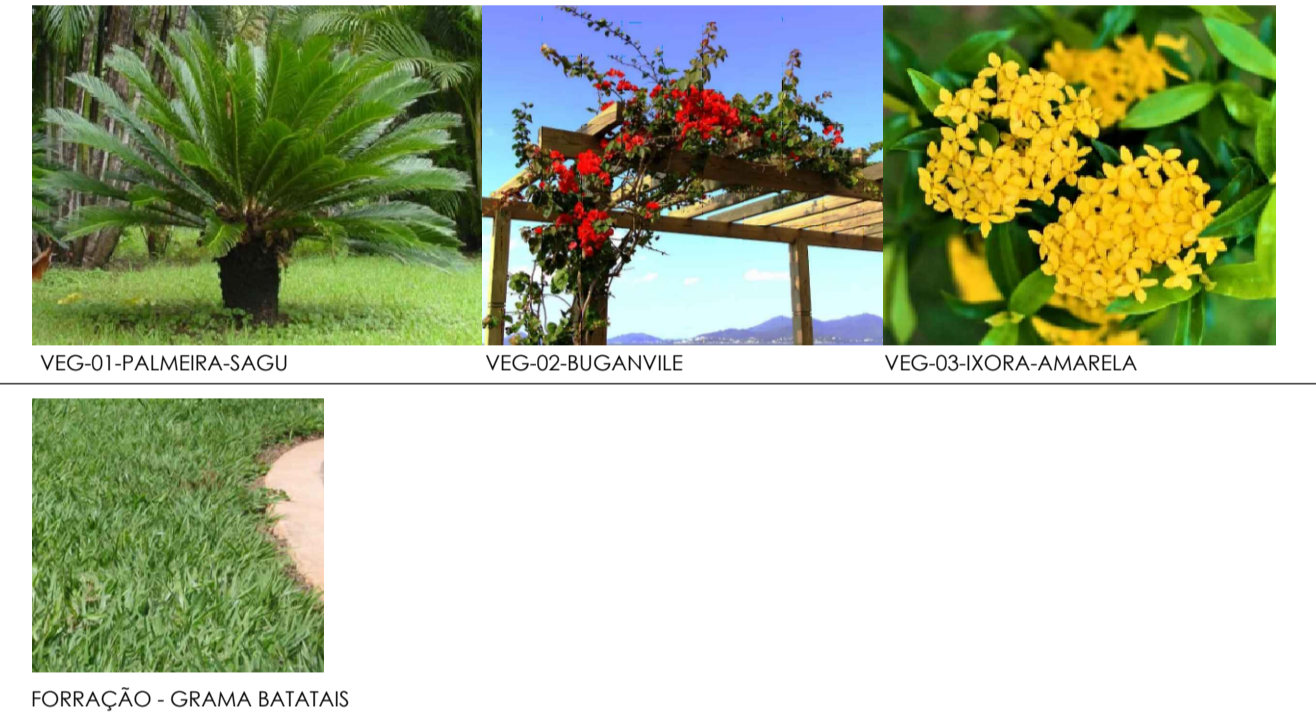 VEG-01-PALMEIRA-SAGU
VEG-02-BUGANVILE
VEG-03-IXORA-AMARELA
FORRAÇÃO - GRAMA BATATAIS